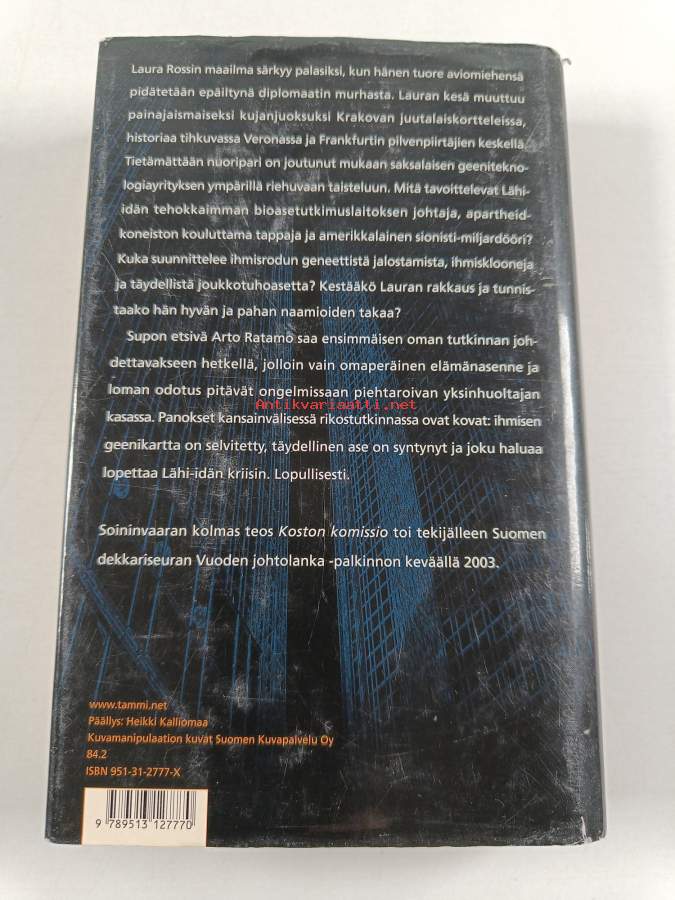 Laura Rossin maailma särkyy palasiksi, kun hänen tuore aviomiehensä
pidätetään epäiltynä diplomaatin murhasta. Lauran kesä muuttuu
painajaismaiseksi kujanjuoksuksi Krakovan juutalaiskortteleissa,
historiaa tihkuvassa Veronassa ja Frankfurtin pilvenpiirtäjien keskellä.
Tietämättään nuoripari on joutunut mukaan saksalaisen geenitekno-
logiayrityksen ympärillä riehuvaan taisteluun. Mitä tavoittelevat Lähi-
idän tehokkaimman bioasetutkimuslaitoksen johtaja, apartheid-
koneiston kouluttama tappaja ja amerikkalainen sionisti-miljardööri?
Kuka suunnittelee ihmisrodun geneettistä jalostamista, ihmisklooneja
ja täydellistä joukkotuhoasetta? Kestääkö Lauran rakkaus ja tunnis-
taako hän hyvän ja pahan naamioiden takaa?
Supon etsivä Arto Ratamo saa ensimmäisen oman tutkinnan joh-
dettavakseen hetkellä, jolloin vain omaperäinen elämänasenne ja
loman odotus pitävät ongelmissaan piehtaroivan yksinhuoltajan
Antikvariaatti.net
kasassa. Panokset kansainvälisessä rikostutkinnassa ovat kovat: ihmisen
geenikartta on selvitetty, täydellinen ase on syntynyt ja joku haluaa
lopettaa Lähi-idän kriisin. Lopullisesti.
Soininvaaran kolmas teos Koston komissio toi tekijälleen Suomen
dekkariseuran Vuoden johtolanka -palkinnon keväällä 2003.
www.tammi.net
Päällys: Heikki Kalliomaa
Kuvamanipulaation kuvat Suomen Kuvapalvelu Oy
84.2
ISBN 951-31-2777-X
9 789513 127770